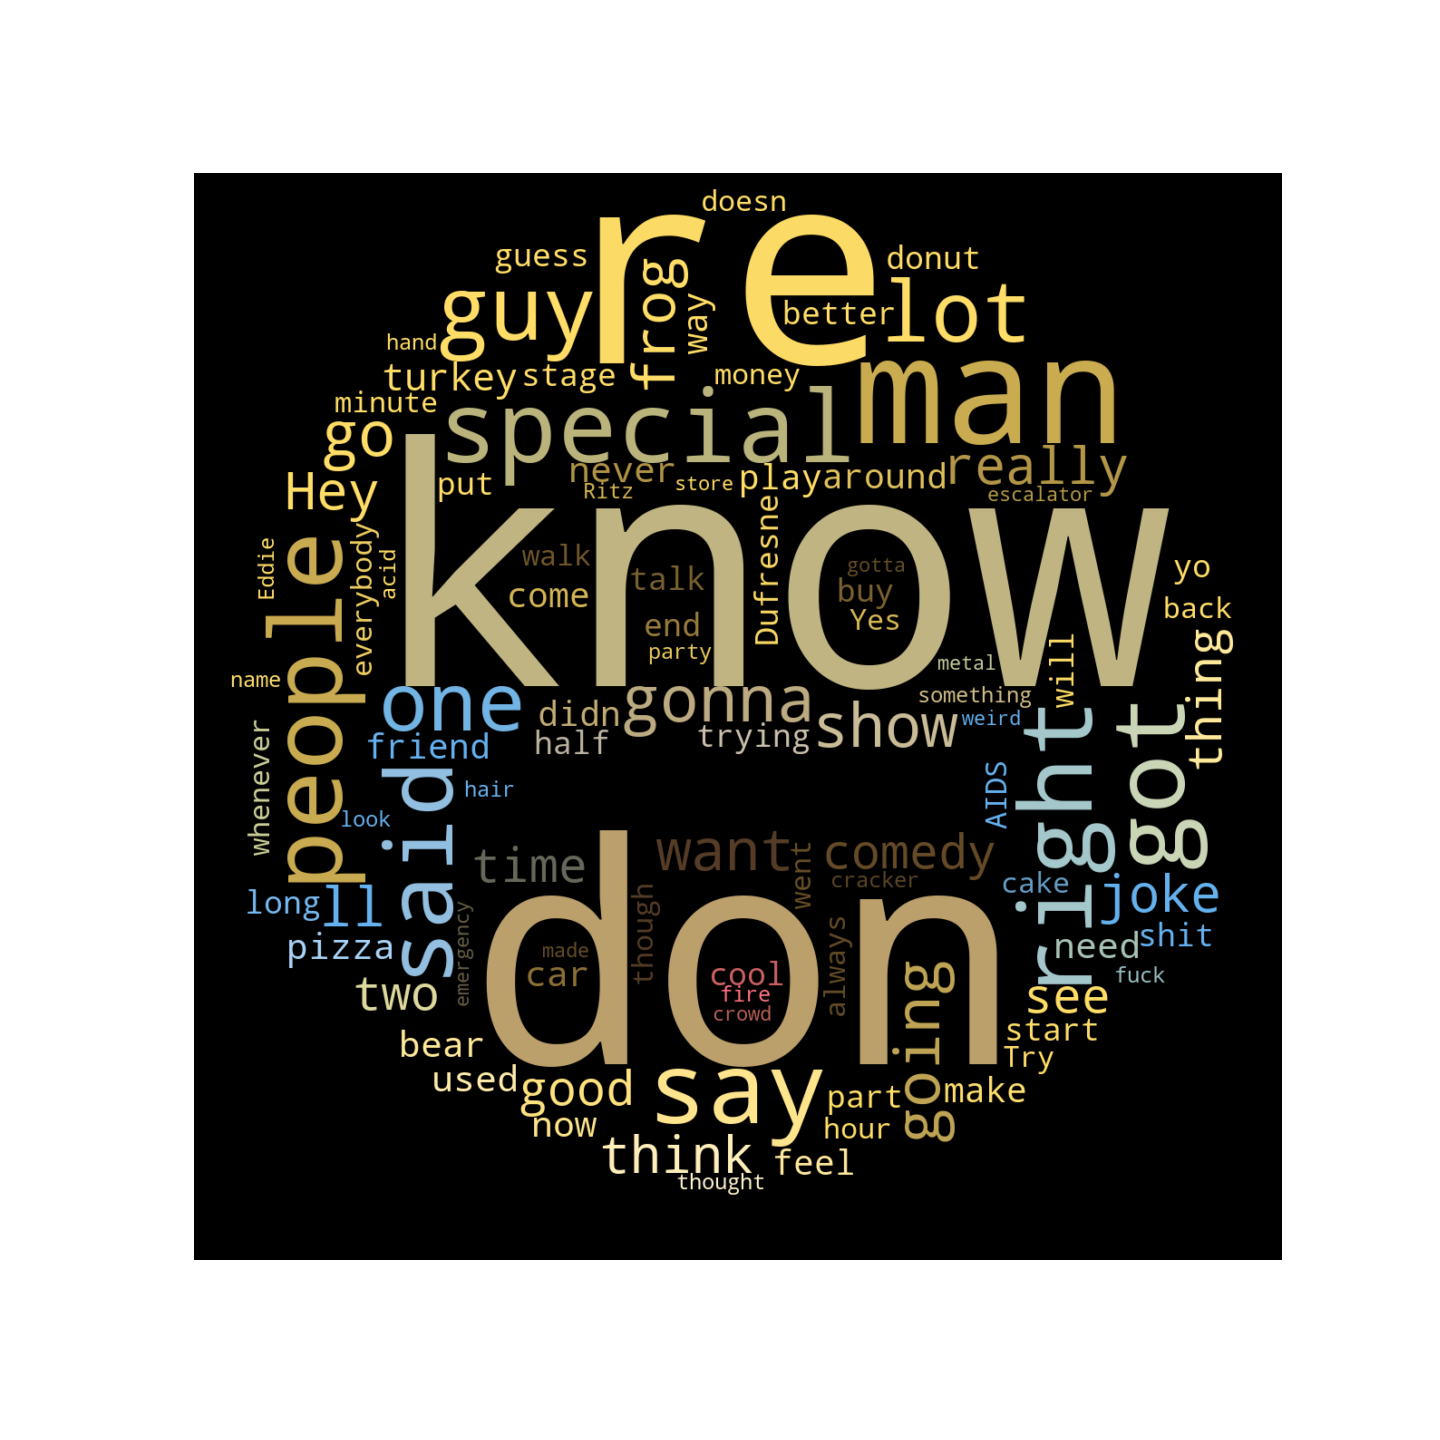 doesn
re
guess
donut
frog
guy
lot
way
better
hand
man
turkey
stage
money
special
minute
go
really
never
Hey
put
Ritz
store
play
around
escalator
know
Dufresne
people
everybody
Eddie
acid
walk
talk
gotta
yo
come
buy
back
Yes
end
party
will
thing
metal
name
one
gonna
something
didn
show
weird
right
got
whenever
friend
half
trying
said
hair
AIDS
look
don
want
comedy
time
went
cracker
cake
joke
long
ll
though
emergency
always
shit
pizza
made
need
car
cool
fuck
two
fire
going
see
crowd
start
bear
Try
used
good
say
part
make
now
hour
think
feel
thought